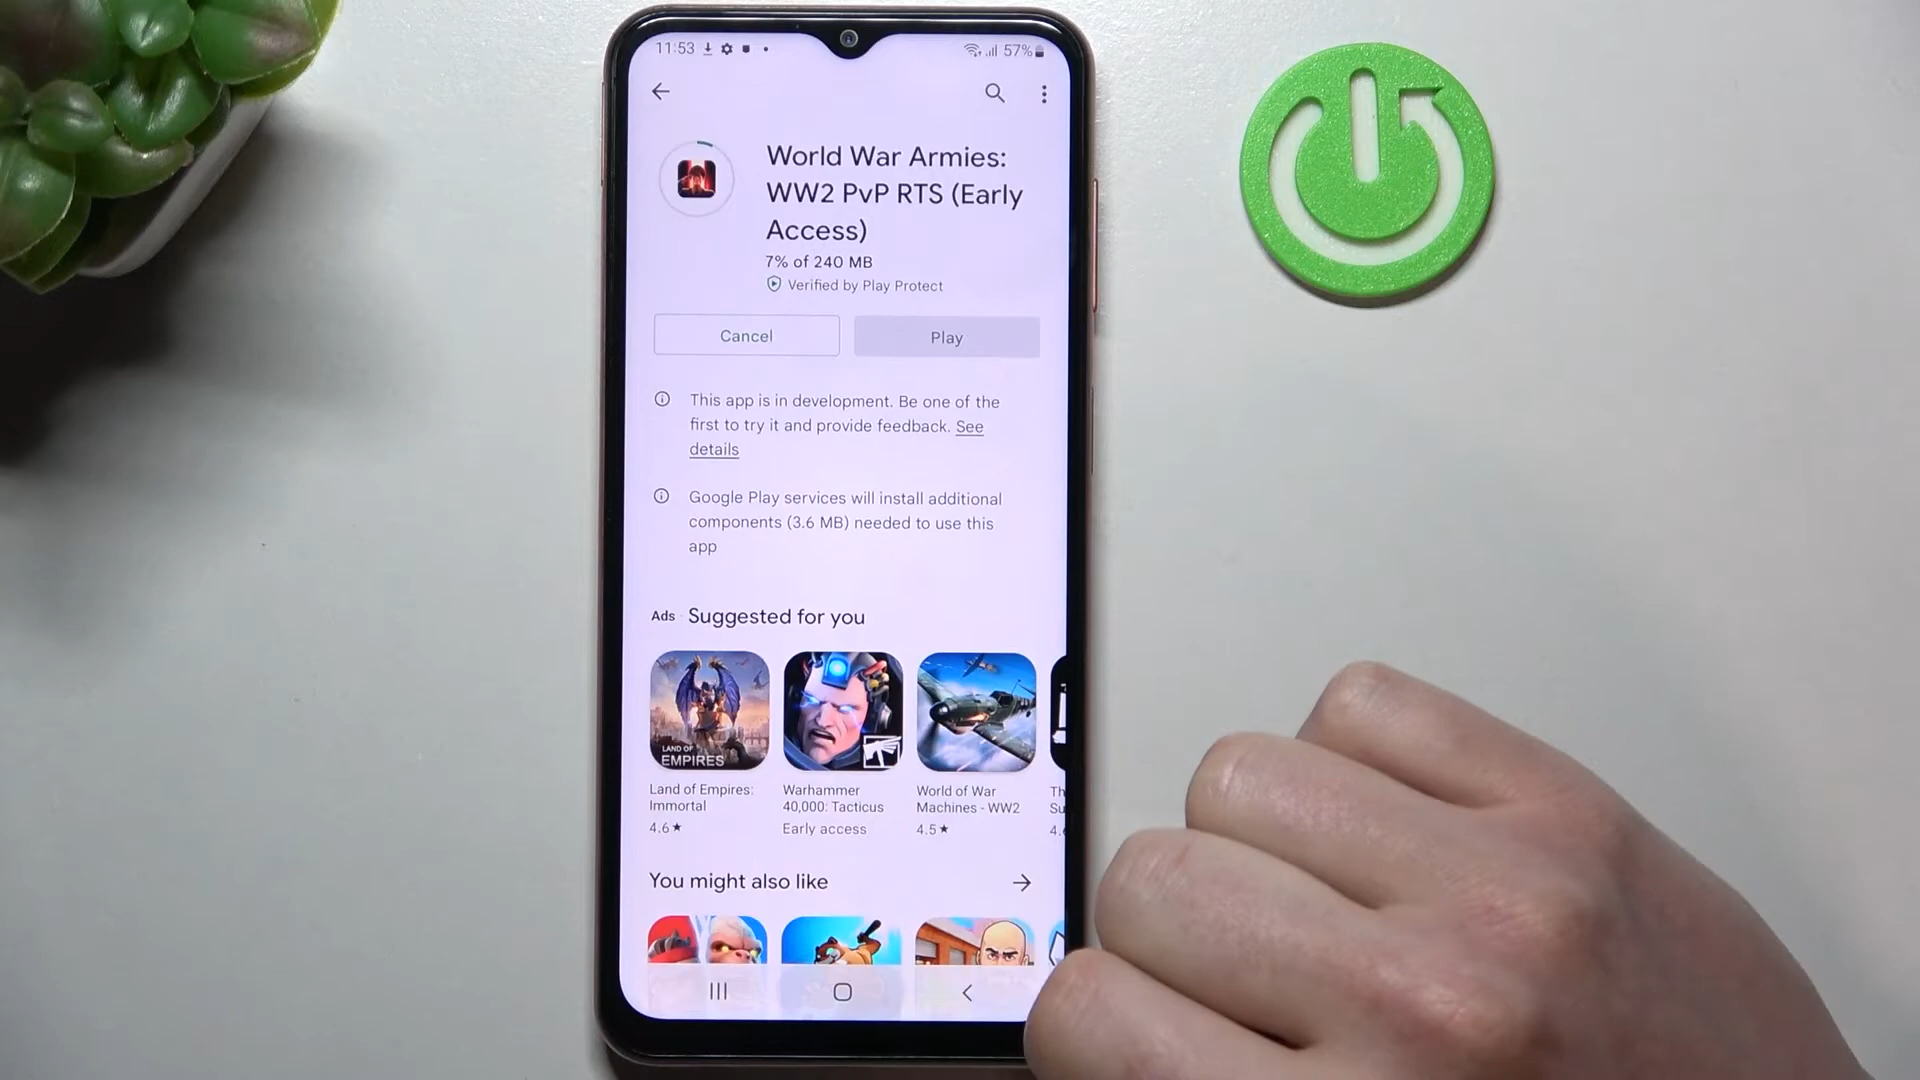 11:53
57%
World War Armies:
WW2 PvP RTS (Early
Access)
7% of 240 MB
Verified by Play Protect
Cancel
Play
This app is in development. Be one of the
first to try it and provide feedback. See
details
Google Play services will install additional
components (3.6 MB) needed to use this
app
Ads · Suggested for you
LAND OF
EMPIRES
Land of Empires:
Immortal
4.6★
Warhammer
40,000: Tacticus
Early access
World of War
Machines - WW2
4.5★
Th
Su
4.
You might also like